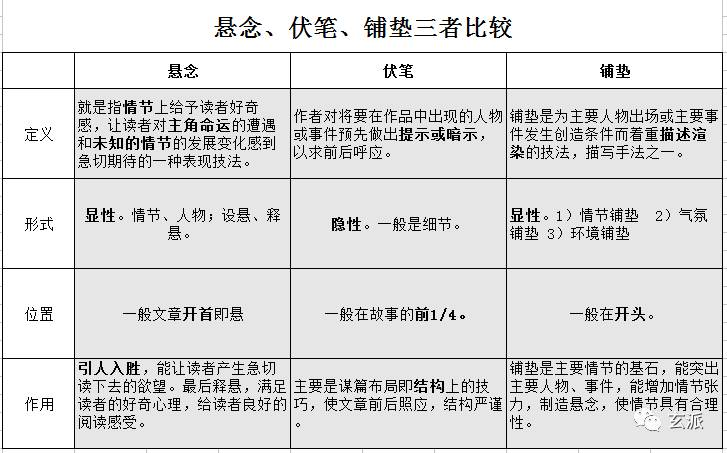 悬念、伏笔、铺垫三者比较
悬念
伏笔
铺垫
定义
就是指情节上给予读者好奇
感，让读者对主角命运的遭遇
和未知的情节的发展变化感到
急切期待的一种表现技法。
作者对将要在作品中出现的人物
或事件预先做出提示或暗示，
以求前后呼应。
铺垫是为主要人物出场或主要事
件发生创造条件而着重描述渲
染的技法，描写手法之一。
形式
显性。情节、人物；设悬、释
悬。
隐性。一般是细节。
显性。1）情节铺垫 2）气氛
铺垫 3）环境铺垫
位置
一般文章开首即悬
一般在故事的前1/4。
一般在开头。
作用
引人入胜，能让读者产生急切
读下去的欲望。最后释悬，满足
读者的好奇心理，给读者良好的
阅读感受。
主要是谋篇布局即结构上的技
巧，使文章前后照应，结构严谨
。
铺垫是主要情节的基石，能突出
主要人物、事件，能增加情节张
力，制造悬念，使情节具有合理
性。
玄派